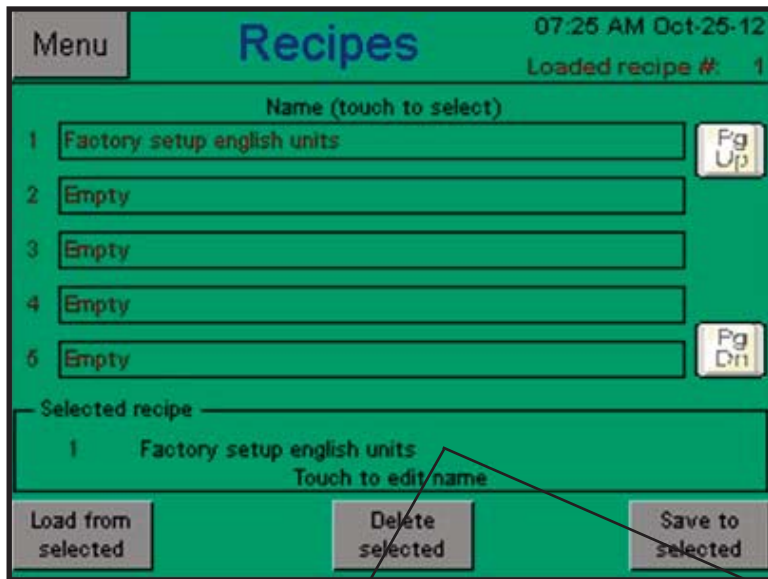 Menu
Recipes
07:25 AM Oct-25-12
Loaded recipe #: 1
Name (touch to select)
1 Factory setup english units
Pg
Up
2 Empty
3 Empty
4 Empty
5 Empty
Pg
Dn
Selected recipe
1 Factory setup english units
Touch to edit name
Load from
selected
Delete
selected
Save to
selected